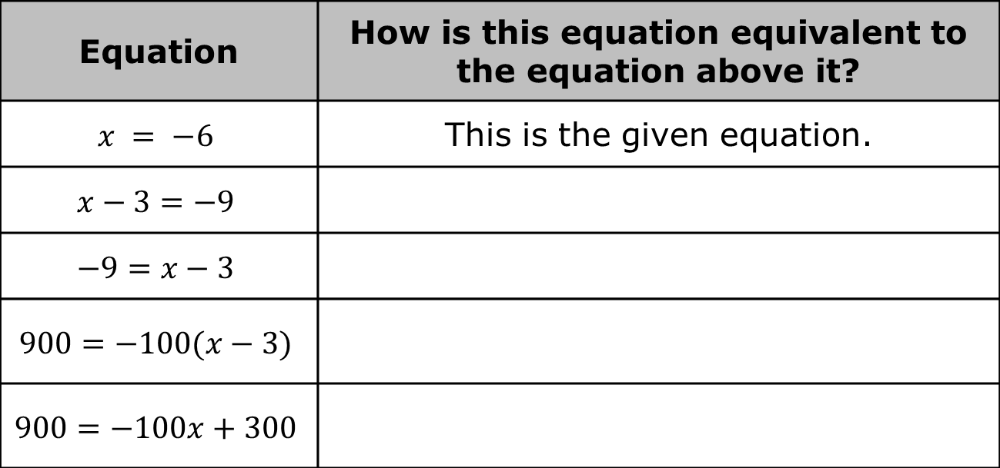 Equation
How is this equation equivalent to
the equation above it?
x = −6
This is the given equation.
x − 3 = −9
−9 = x − 3
900 = −100(x − 3)
900 = −100x + 300